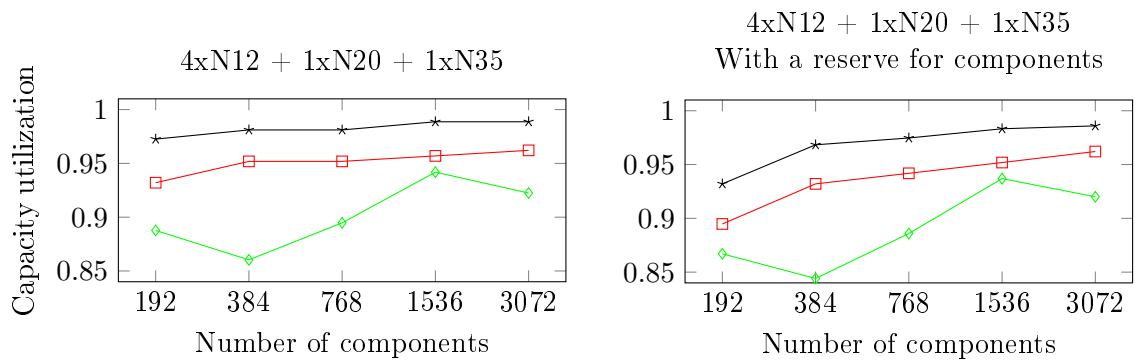 4xN12 + 1xN20 + 1xN35
Capacity utilization
1
0.95
0.9
0.85
192 384 768 1536 3072
Number of components
4xN12 + 1xN20 + 1xN35
With a reserve for components
1
0.95
0.9
0.85
192 384 768 1536 3072
Number of components